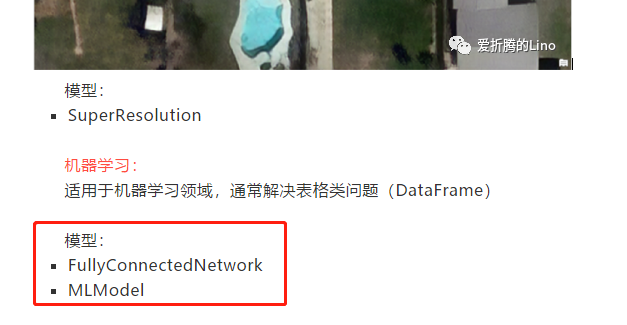 爱折腾的Lino
模型：
SuperResolution
机器学习：
适用于机器学习领域，通常解决表格类问题（DataFrame）
模型：
FullyConnectedNetwork
MLModel